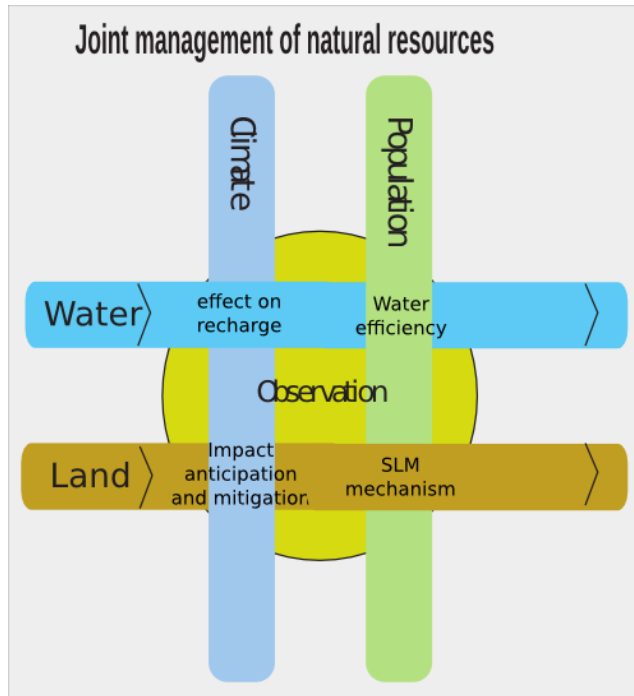 Joint management of natural resources
Climate
Population
Water
effect on
recharge
Water
efficiency
Observation
Land
Impact
anticipation
and mitigation
SLM
mechanism